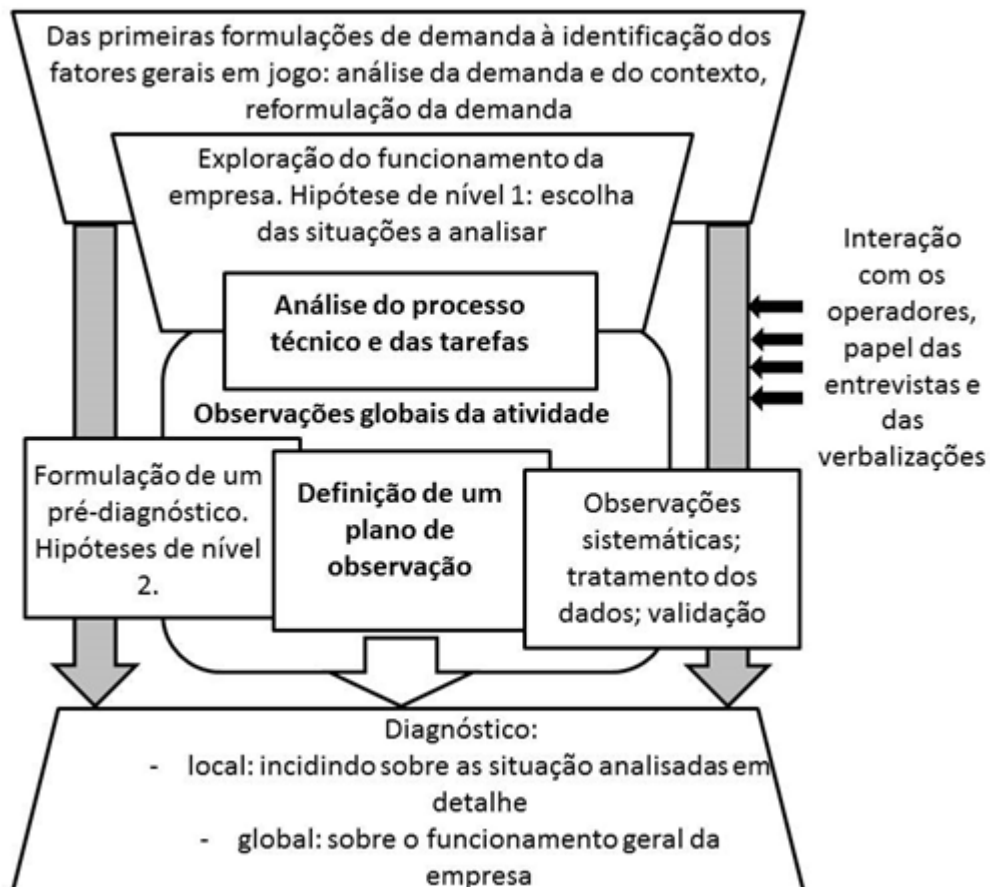 Das primeiras formulações de demanda à identificação dos
fatores gerais em jogo: análise da demanda e do contexto,
reformulação da demanda
Exploração do funcionamento da
empresa. Hipótese de nível 1: escolha
das situações a analisar
Análise do processo
técnico e das tarefas
Observações globais da atividade
Interação
com os
operadores,
papel das
entrevistas e
das
verbalizações
Formulação de um
pré-diagnóstico.
Hipóteses de nível
2.
Definição de um
plano de
observação
Observações
sistemáticas;
tratamento dos
dados; validação
Diagnóstico:
- local: incidindo sobre as situação analisadas em
detalhe
- global: sobre o funcionamento geral da
empresa